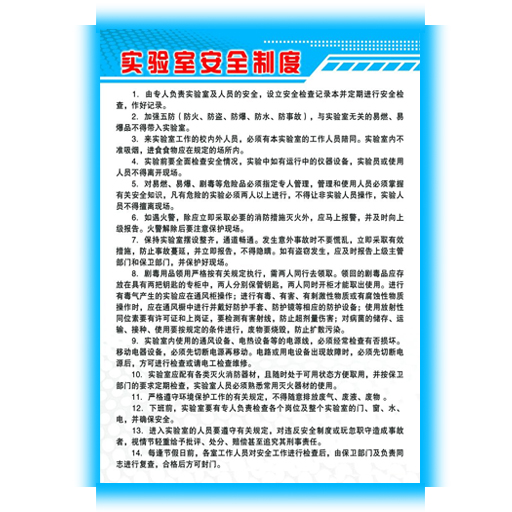 实验室安全制度
1. 由专人负责实验室及人员的安全,设立安全检查记录本并定期进行安全检
查,作好记录。
2. 加强五防(防火、防盗、防爆、防水、防事故),与实验室无关的易燃、易
爆品不得带入实验室。
3. 来实验室工作的校内外人员,必须有本实验室的工作人员陪同。实验室内不
准吸烟,进食食物应在规定的场所内。
4. 实验前要全面检查安全情况,实验中如有运行中的仪器设备,实验员或使用
人员不得离开现场。
5. 对易燃、易爆、剧毒等危险品必须指定专人管理,管理和使用人员必须掌握
有关安全知识,凡有危险的实验必须两人以上进行,不得让非实验人员操作,实验人
员不得擅离现场。
6. 如遇火警,除应立即采取必要的消防措施灭火外,应马上报警,并及时向上
级报告。火警解除后要注意保护现场。
7. 保持实验室摆设整齐,通道畅通。发生意外事故时不要慌乱,立即采取有效
措施,防止事故蔓延,并立即报告,不得隐瞒。如有盗窃发生,应及时报告上级主管
部门和保卫部门,并保护好现场。
8. 剧毒用品领用严格按有关规定执行,需两人同行去领取。领回的剧毒品应存
放在具有两把钥匙的专柜中,两人分别保管钥匙,两人同时开柜才能取出使用。进行
有毒气产生的实验应在通风柜操作;进行有毒、有害、有刺激性物质或有腐蚀性物质
操作时,应在通风橱中进行并戴好防护手套、防护镜等相应的防护设备;使用放射性
同位素要有许可证和上岗证,要检测有害射线,防止超剂量伤害;对病菌的储存、运
输、接种、使用要按规定的条件进行,废物要烧毁,防止扩散污染。
9. 实验室内使用的通风设备、电热设备等的电源线,必须经常检查有否损坏。
移动电器设备,必须先切断电源再移动。电路或用电设备出现故障时,必须先切断电
源后,方可进行检查或请电工检查维修。
10. 实验室应配有各类灭火消防器材,且随时处于可用状态方便取用,并按保卫
部门的要求定期检查,实验室人员必须熟悉常用灭火器材的使用。
11. 严格遵守环境保护工作的有关规定,不得随意排放废气、废液、废物 。
12. 下班前,实验室要有专人负责检查各个岗位及整个实验室的门、窗、水、
电,并确保安全。
13. 进入实验室的人员要遵守有关规定,对违反安全制度或玩忽职守造成事故
者,视情节轻重给予批评、处分、赔偿甚至追究其刑事责任。
14. 每逢节假日前,各室工作人员对安全工作进行检查后,由保卫部门及负责同
志进行复查,合格后方可封门。